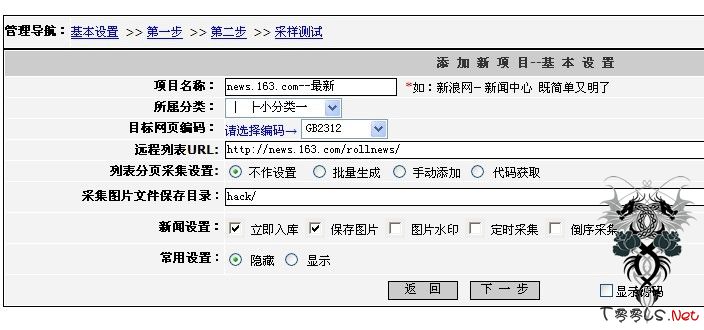 管理导航：基本设置 >> 第一步 >> 第二步 >> 采样测试
添 加 新 项 目--基 本 设 置
项目名称： news.163.com--最新 *如：新浪网-新闻中心 既简单又明了
所属分类： ｜ ├小分类一
目标网页编码： 请选择编码→ GB2312
远程列表URL: http://news.163.com/rollnews/
列表分页采集设置： 不作设置 批量生成 手动添加 代码获取
采集图片文件保存目录： hack/
新闻设置： 立即入库 保存图片 图片水印 定时采集 倒序采集
常用设置： 隐藏 显示
返 回 下 一 步 显示源码
T00LS.Net